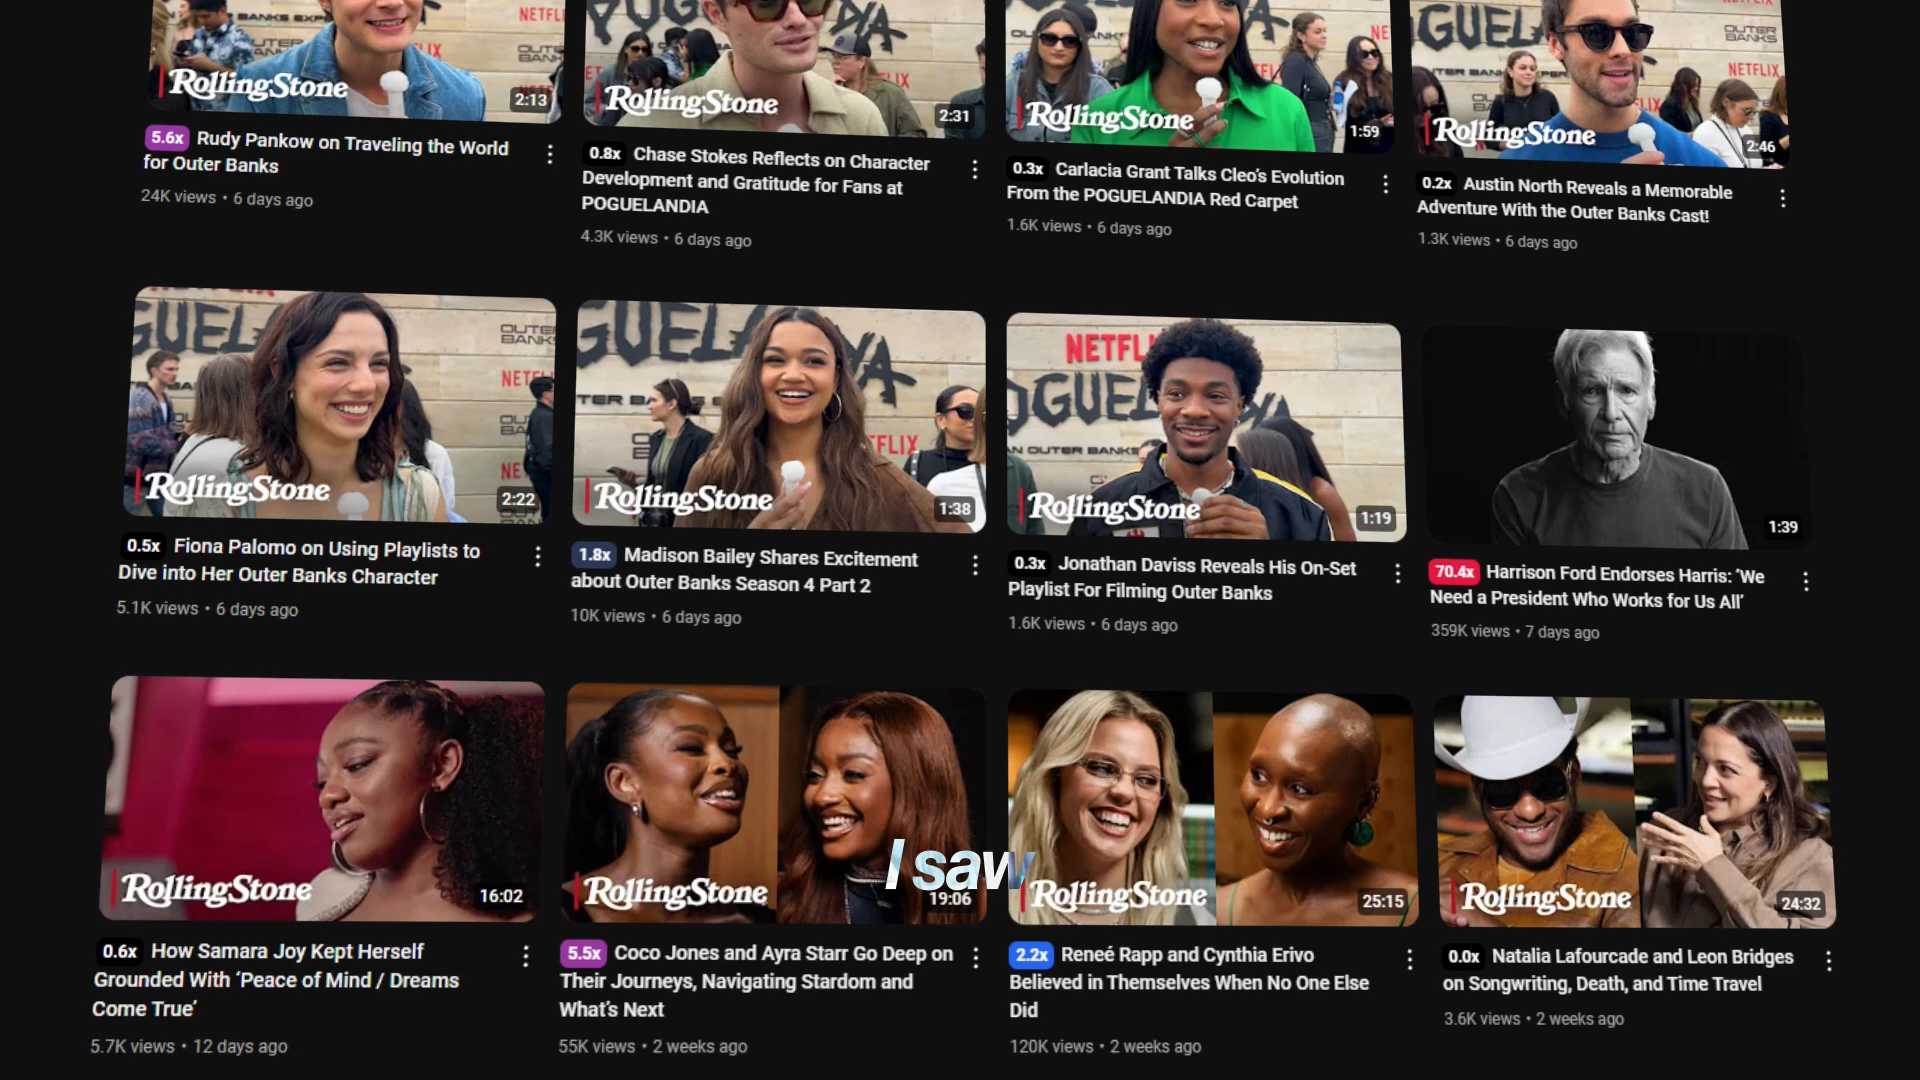 RollingStone
2:13
5.6x Rudy Pankow on Traveling the World
for Outer Banks
24K views • 6 days ago
RollingStone
2:31
0.8x Chase Stokes Reflects on Character
Development and Gratitude for Fans at
POGUELANDIA
4.3K views • 6 days ago
RollingStone
1:59
0.3x Carlacia Grant Talks Cleo's Evolution
From the POGUELANDIA Red Carpet
1.6K views • 6 days ago
OUTER
BANKS
NETFLIX
RollingStone
2:46
0.2x Austin North Reveals a Memorable
Adventure With the Outer Banks Cast!
1.3K views • 6 days ago
RollingStone
2:22
0.5x Fiona Palomo on Using Playlists to
Dive into Her Outer Banks Character
5.1K views • 6 days ago
RollingStone
1:38
1.8x Madison Bailey Shares Excitement
about Outer Banks Season 4 Part 2
10K views • 6 days ago
RollingStone
1:19
0.3x Jonathan Daviss Reveals His On-Set
Playlist For Filming Outer Banks
1.6K views • 6 days ago
1:39
70.4x Harrison Ford Endorses Harris: ‘We
Need a President Who Works for Us All’
359K views • 7 days ago
RollingStone
16:02
0.6x How Samara Joy Kept Herself
Grounded With ‘Peace of Mind / Dreams
Come True’
5.7K views • 12 days ago
I saw
RollingStone
19:06
5.5x Coco Jones and Ayra Starr Go Deep on
Their Journeys, Navigating Stardom and
What's Next
55K views • 2 weeks ago
RollingStone
25:15
2.2x Reneé Rapp and Cynthia Erivo
Believed in Themselves When No One Else
Did
120K views • 2 weeks ago
RollingStone
24:32
0.0x Natalia Lafourcade and Leon Bridges
on Songwriting, Death, and Time Travel
3.6K views • 2 weeks ago